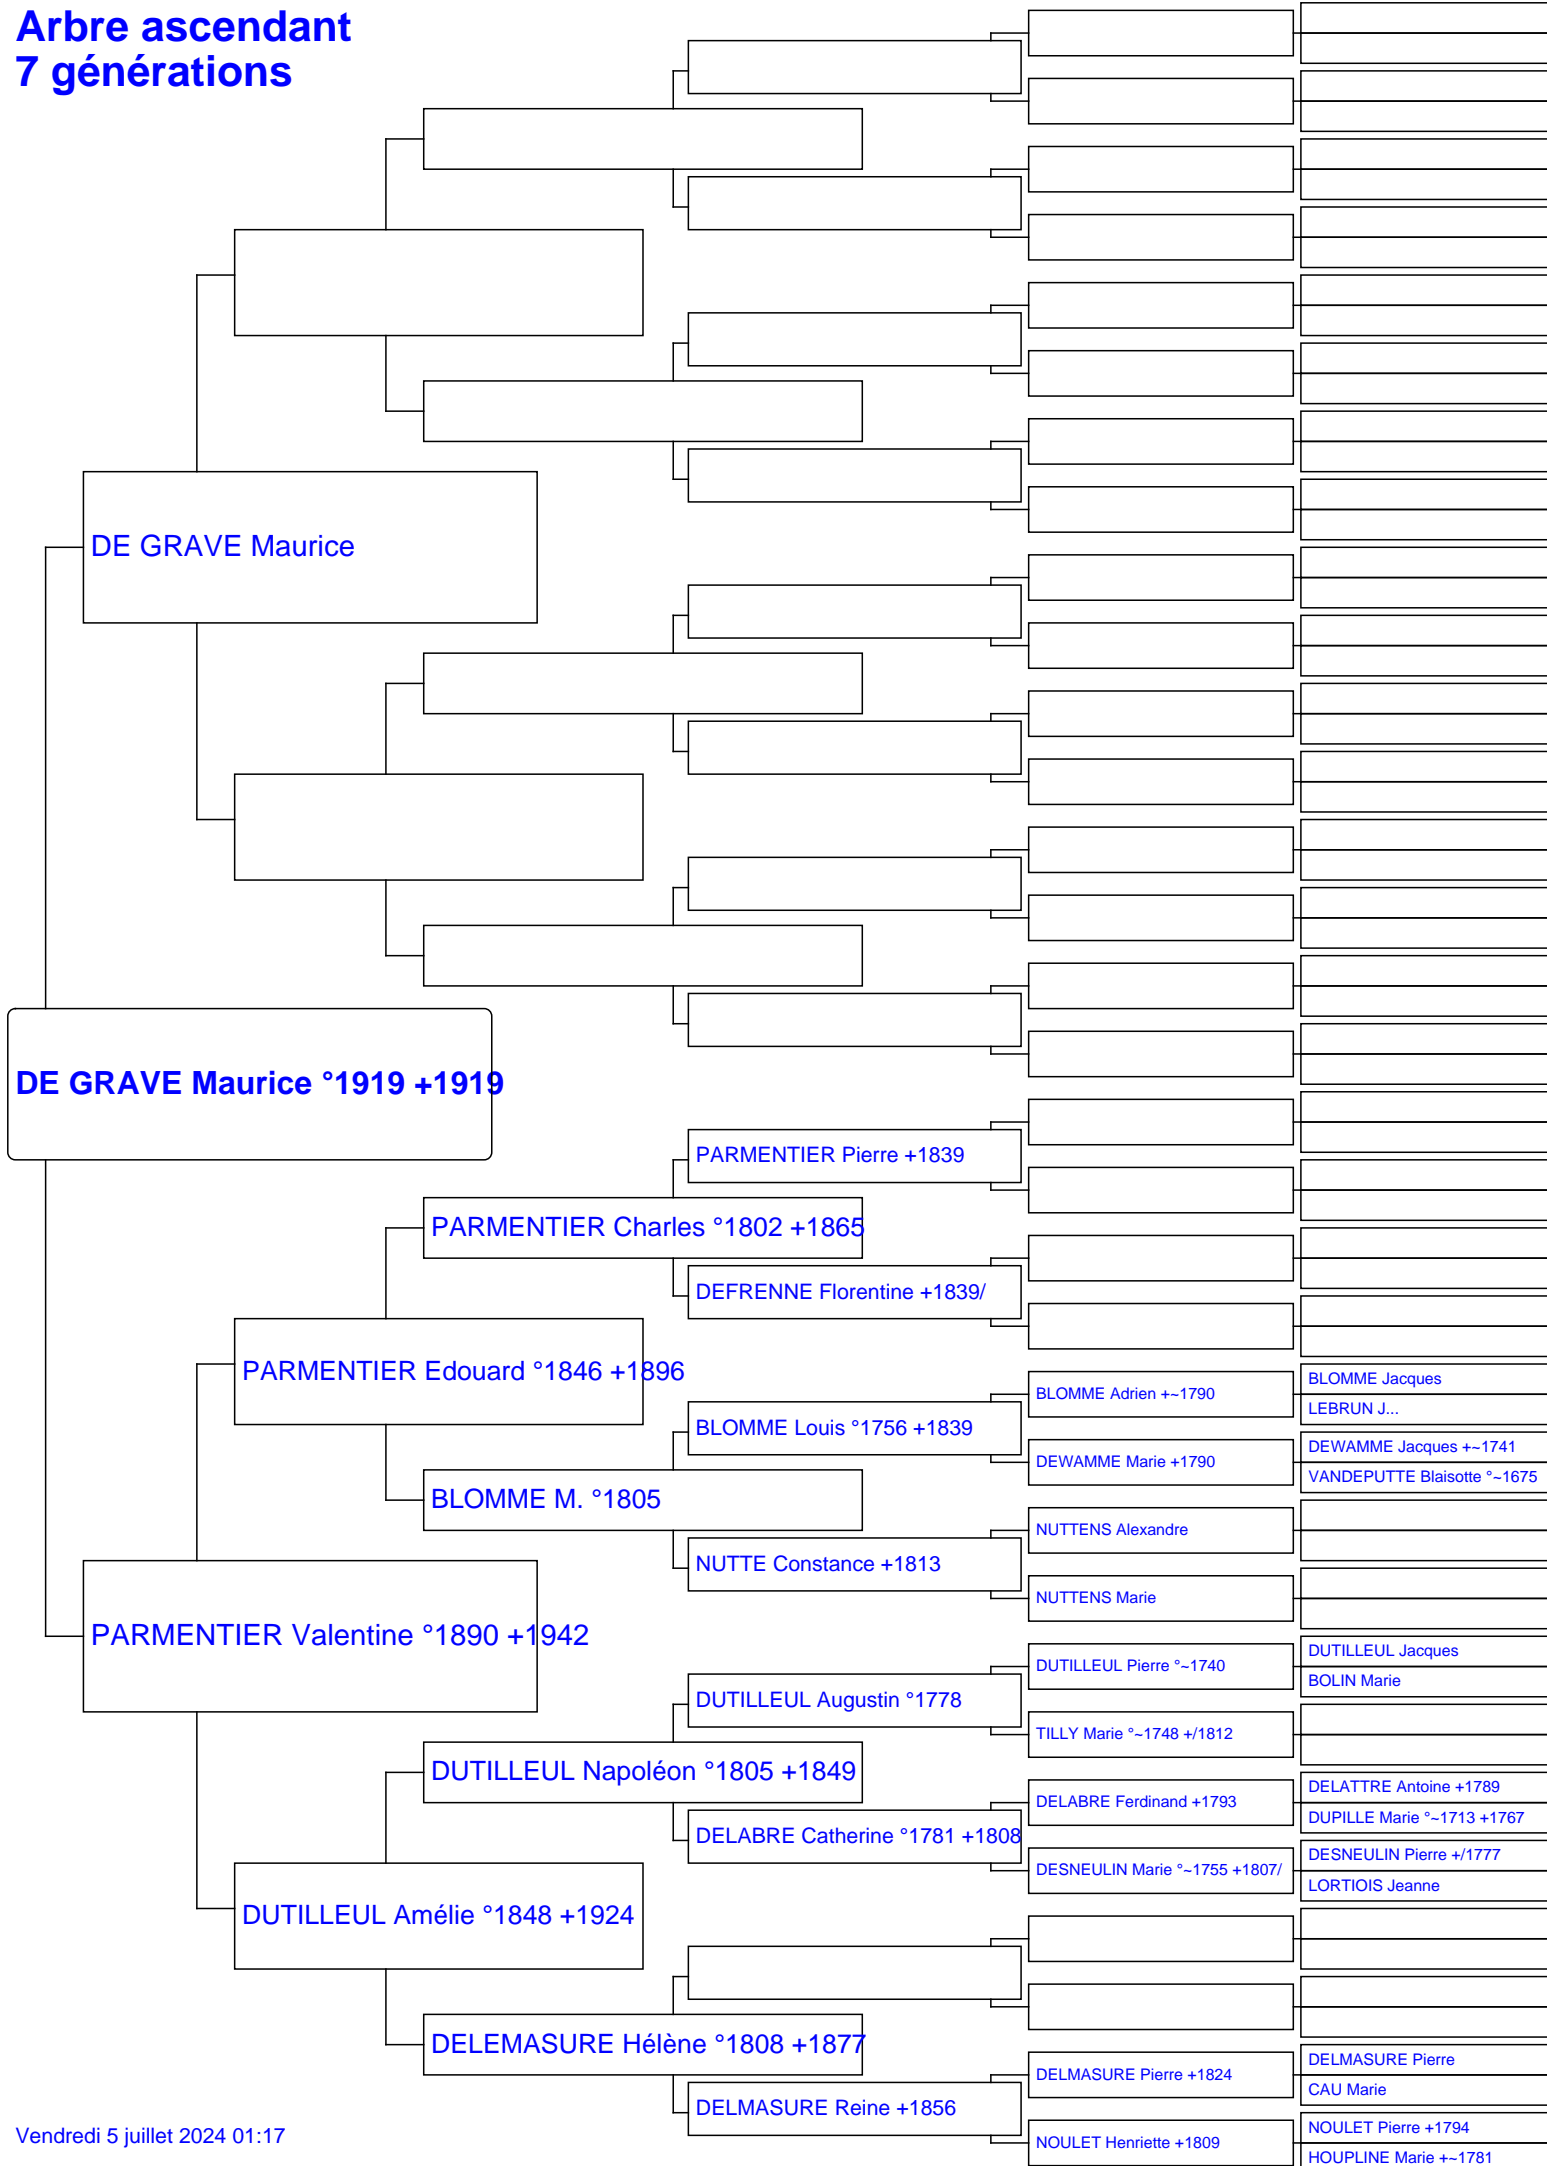 Arbre ascendant
7 générations
DE GRAVE Maurice
DE GRAVE Maurice °1919 +1919
PARMENTIER Pierre +1839
PARMENTIER Charles °1802 +1865
DEFRENNE Florentine +1839/
PARMENTIER Edouard °1846 +1896
BLOMME Jacques
BLOMME Adrien +~1790
LEBRUN J...
BLOMME Louis °1756 +1839
DEWAMME Jacques +~1741
DEWAMME Marie +1790
VANDEPUTTE Blaisotte °~1675
BLOMME M. °1805
NUTTENS Alexandre
NUTTE Constance +1813
NUTTENS Marie
PARMENTIER Valentine °1890 +1942
DUTILLEUL Jacques
DUTILLEUL Pierre °~1740
BOLIN Marie
DUTILLEUL Augustin °1778
TILLY Marie °~1748 +/1812
DUTILLEUL Napoléon °1805 +1849
DELATTRE Antoine +1789
DELABRE Ferdinand +1793
DUPILLE Marie °~1713 +1767
DELABRE Catherine °1781 +1808
DESNEULIN Pierre +/1777
DESNEULIN Marie °~1755 +1807/
LORTIOIS Jeanne
DUTILLEUL Amélie °1848 +1924
DELEMASURE Hélène °1808 +1877
DELMASURE Pierre
DELMASURE Pierre +1824
CAU Marie
DELMASURE Reine +1856
NOULET Pierre +1794
NOULET Henriette +1809
HOUPLINE Marie +~1781
Vendredi 5 juillet 2024 01:17